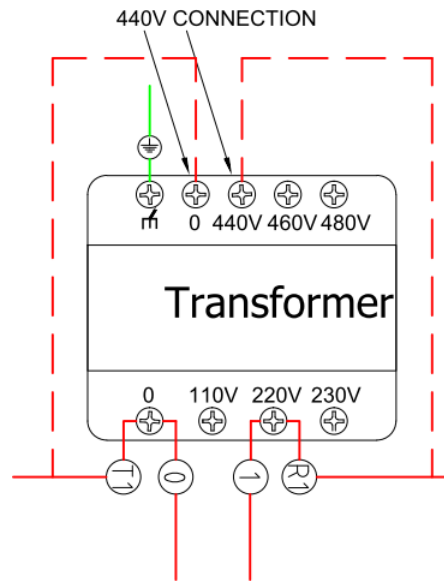 440V CONNECTION
0 440V 460V 480V
Transformer
0 110V 220V 230V
T1 0 1 R1